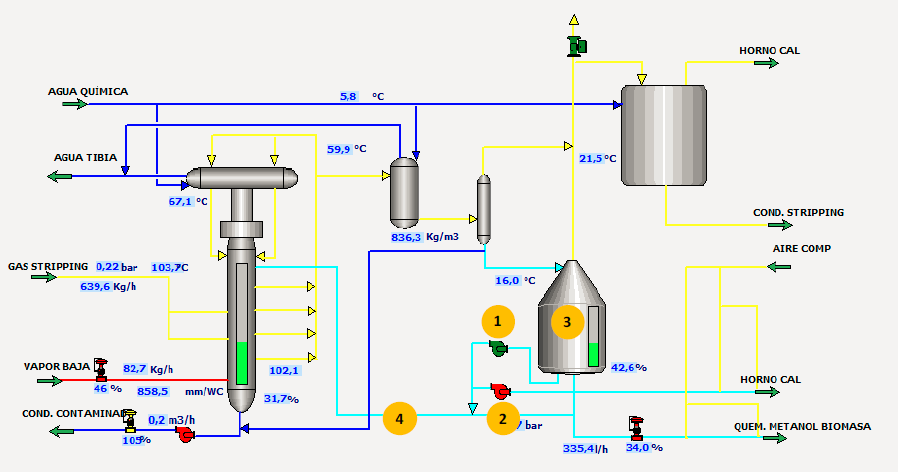 HORNO CAL
AGUA QUÍMICA
5,8 °C
59,9 °C
AGUA TIBIA
21,5°C
67,1 °C
COND. STRIPPING
836,3 Kg/m3
AIRE COMP
GAS STRIPPING
0,22 bar
103,7°C
639,6 Kg/h
16,0 °C
1
3
VAPOR BAJA
82,7 Kg/h
102,1
42,6%
46 %
858,5 mm/WC
31,7%
HORNO CAL
COND. CONTAMINAD
0,2 m3/h
4
2
bar
QUEM. METANOL BIOMASA
105%
335,4l/h
34,0 %